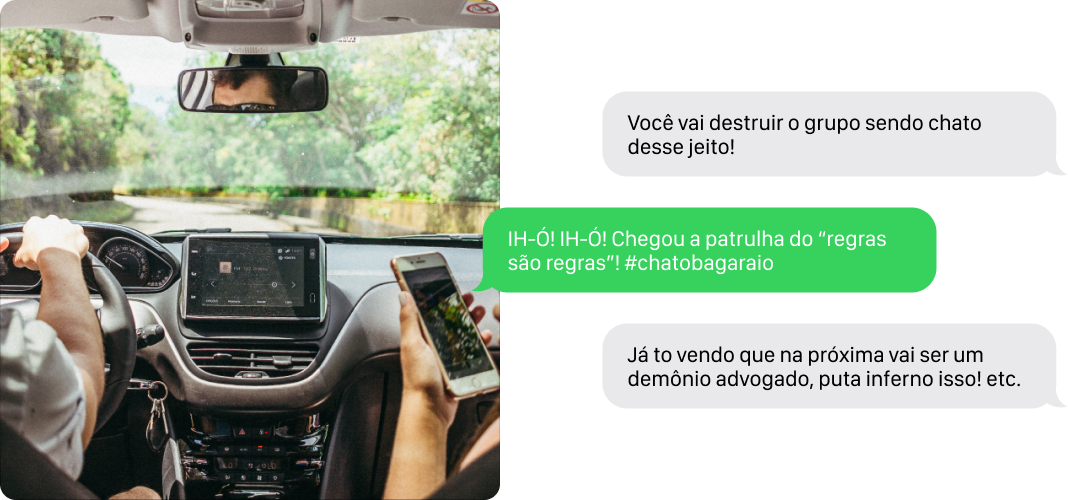 Você vai destruir o grupo sendo chato
desse jeito!
IH-Ó! IH-Ó! Chegou a patrulha do “regras
são regras”! #chatobagaraio
Já to vendo que na próxima vai ser um
demônio advogado, puta inferno isso! etc.